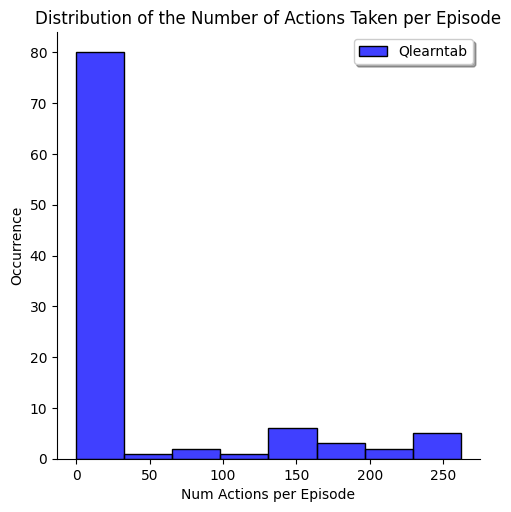 Distribution of the Number of Actions Taken per Episode
Qlearntab
80
70
60
50
40
30
20
10
0
Occurrence
0 50 100 150 200 250
Num Actions per Episode